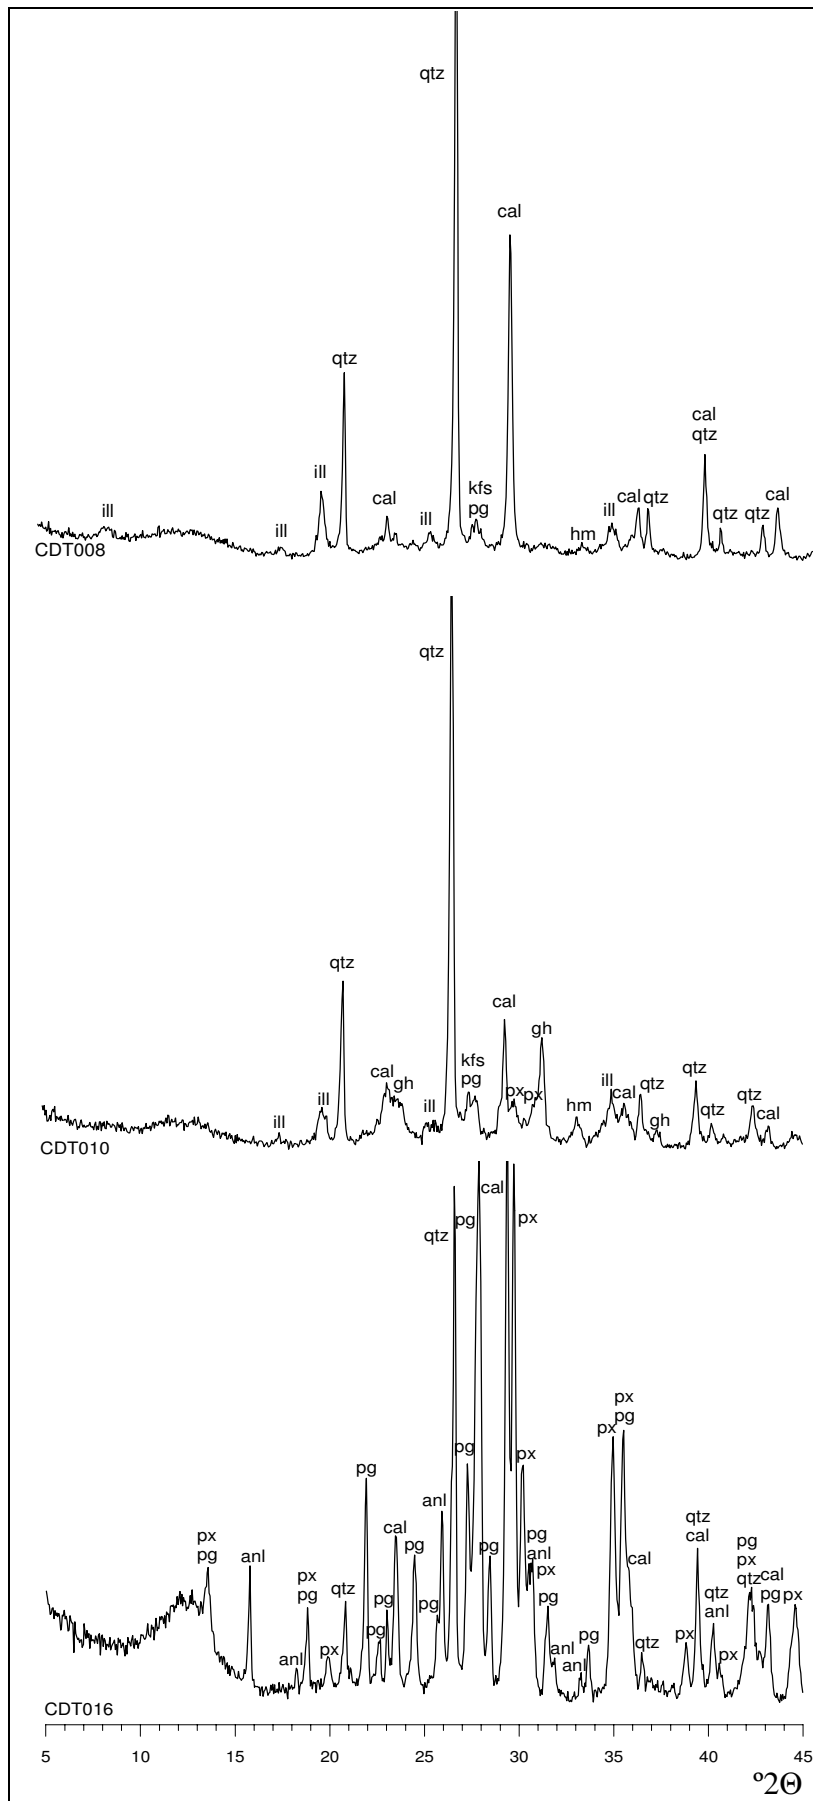 qtz
cal
qtz
cal
qtz
ill
ill
cal
ill
kfs
pg
hm
ill
cal
qtz
qtz
qtz
cal
ill
CDT008
qtz
qtz
cal
gh
kfs
pg
cal
gh
ill
ill
ill
px
px
hm
ill
cal
qtz
gh
qtz
qtz
qtz
cal
CDT010
cal
pg
px
qtz
px
pg
px
pg
pg
px
anl
qtz
cal
cal
pg
pg
anl
px
cal
pg
px
qtz
cal
pg
px
pg
anl
px
pg
qtz
pg
pg
pg
pg
qtz
anl
px
anl
px
pg
anl
anl
pg
qtz
px
px
CDT016
5 10 15 20 25 30 35 40 45
º2Θ